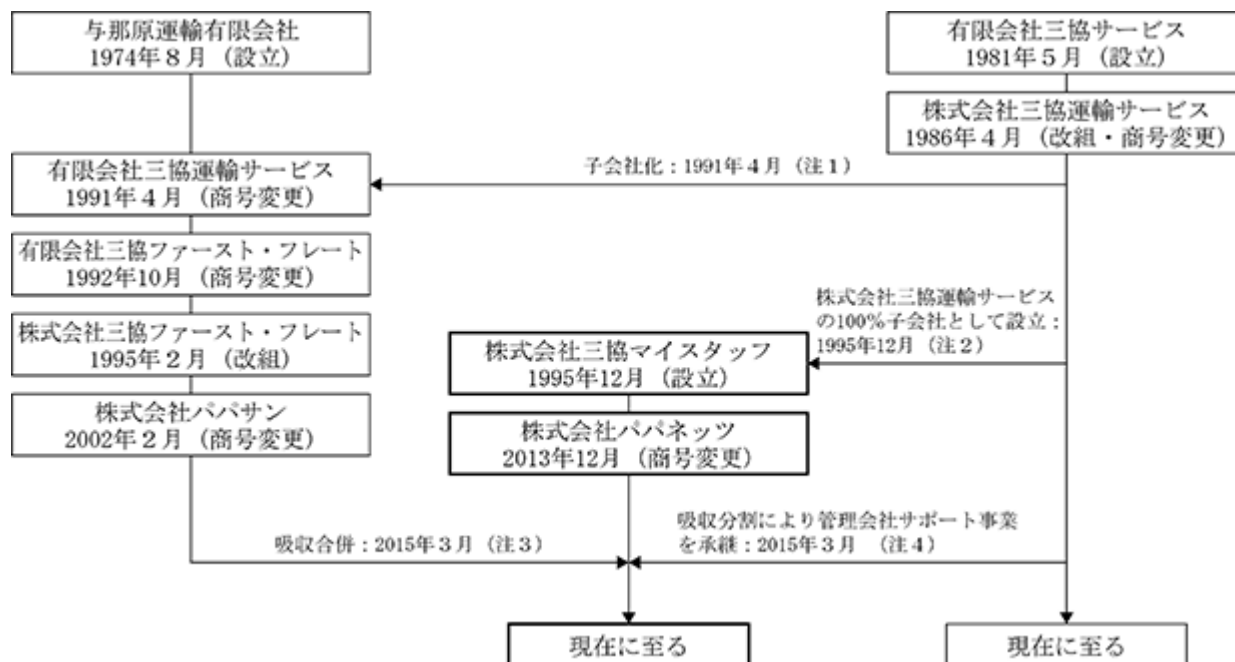 与那原運輸有限会社
1974年8月（設立）
有限会社三協サービス
1981年5月（設立）
株式会社三協運輸サービス
1986年4月（改組・商号変更）
子会社化：1991年4月（注1）
有限会社三協運輸サービス
1991年4月（商号変更）
有限会社三協ファースト・フレート
1992年10月（商号変更）
株式会社三協ファースト・フレート
1995年2月（改組）
株式会社三協運輸サービス
の100％子会社として設立：
1995年12月（注2）
株式会社三協マイスタッフ
1995年12月（設立）
株式会社パパサン
2002年2月（商号変更）
株式会社パパネッツ
2013年12月（商号変更）
吸収合併：2015年3月（注3）
吸収分割により管理会社サポート事業
を承継：2015年3月　（注4）
現在に至る
現在に至る